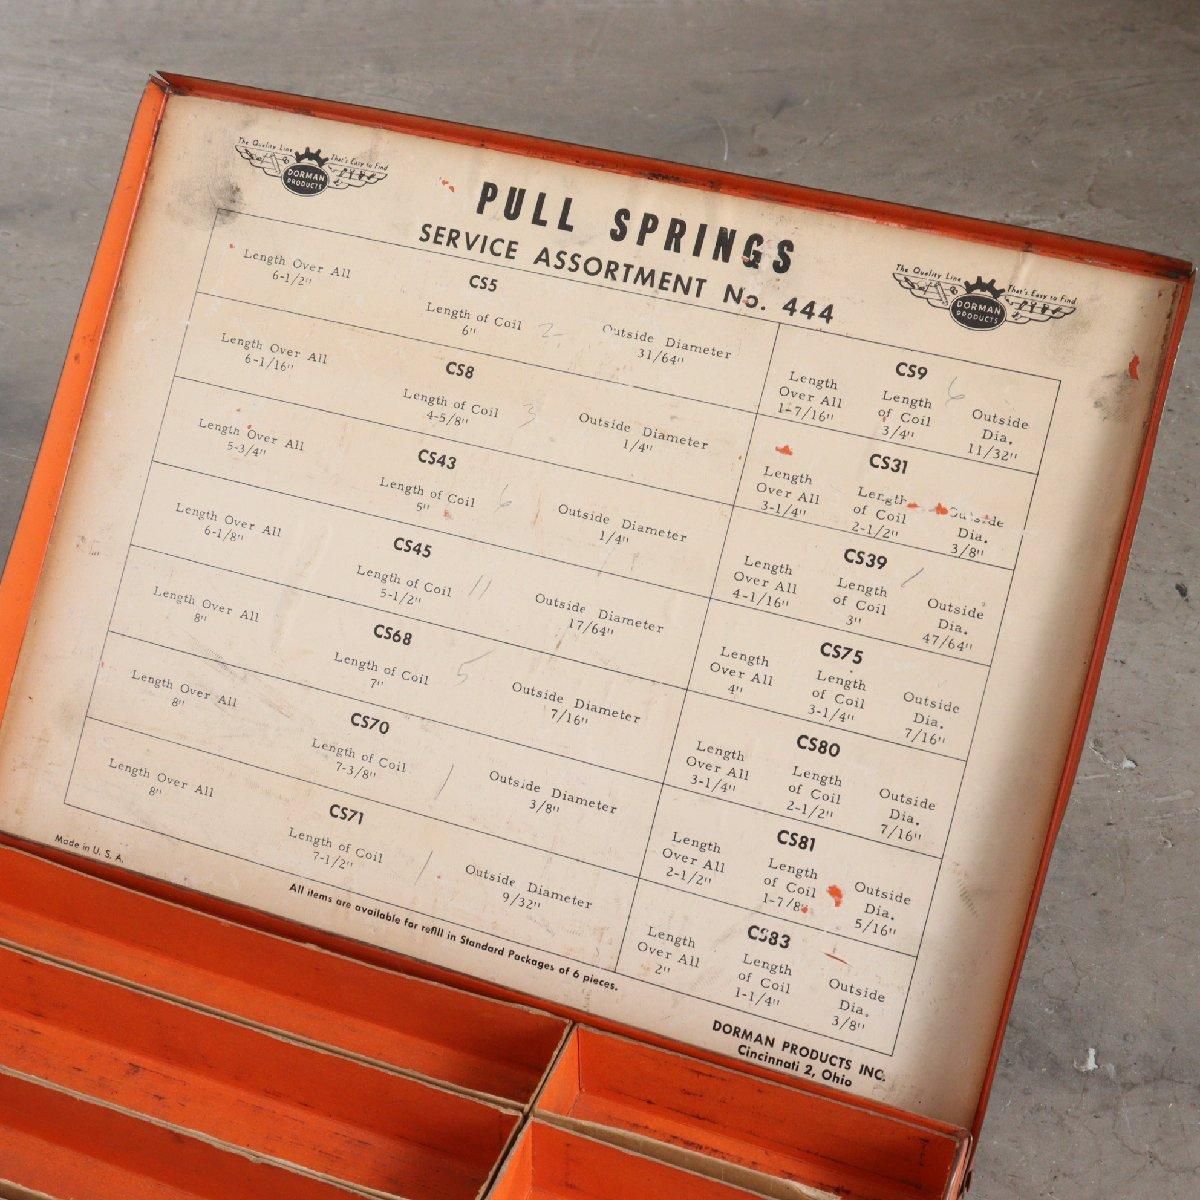 The Quality Line
That's Easy to Find
DORMAN
PRODUCTS
PULL SPRINGS
SERVICE ASSORTMENT No. 444
The Quality Line
That's Easy to Find
DORMAN
PRODUCTS
CS5
Length Over All
6-1/2"
Length of Coil
6"
2
Outside Diameter
31/64"
CS8
Length Over All
6-1/16"
Length of Coil
4-5/8"
3
Outside Diameter
1/4"
CS43
Length Over All
5-3/4"
Length of Coil
5"
6
Outside Diameter
1/4"
CS45
Length Over All
6-1/8"
Length of Coil
5-1/2"
11
Outside Diameter
17/64"
CS68
Length Over All
8"
Length of Coil
7"
5
Outside Diameter
7/16"
CS70
Length Over All
8"
Length of Coil
7-3/8"
/
Outside Diameter
3/8"
CS71
Length Over All
8"
Length of Coil
7-1/2"
/
Outside Diameter
9/32"
CS9
6
Length
Over All
1-7/16"
Length
of Coil
3/4"
Outside
Dia.
11/32"
CS31
Length
Over All
3-1/4"
Length
of Coil
2-1/2"
Outside
Dia.
3/8"
CS39
/
Length
Over All
4-1/16"
Length
of Coil
3"
Outside
Dia.
47/64"
CS75
Length
Over All
4"
Length
of Coil
3-1/4"
Outside
Dia.
7/16"
CS80
Length
Over All
3-1/4"
Length
of Coil
2-1/2"
Outside
Dia.
7/16"
CS81
Length
Over All
2-1/2"
Length
of Coil
1-7/8"
Outside
Dia.
5/16"
CS83
Length
Over All
2"
Length
of Coil
1-1/4"
Outside
Dia.
3/8"
Made in U. S. A.
All items are available for refill in Standard Packages of 6 pieces.
DORMAN PRODUCTS INC.
Cincinnati 2, Ohio